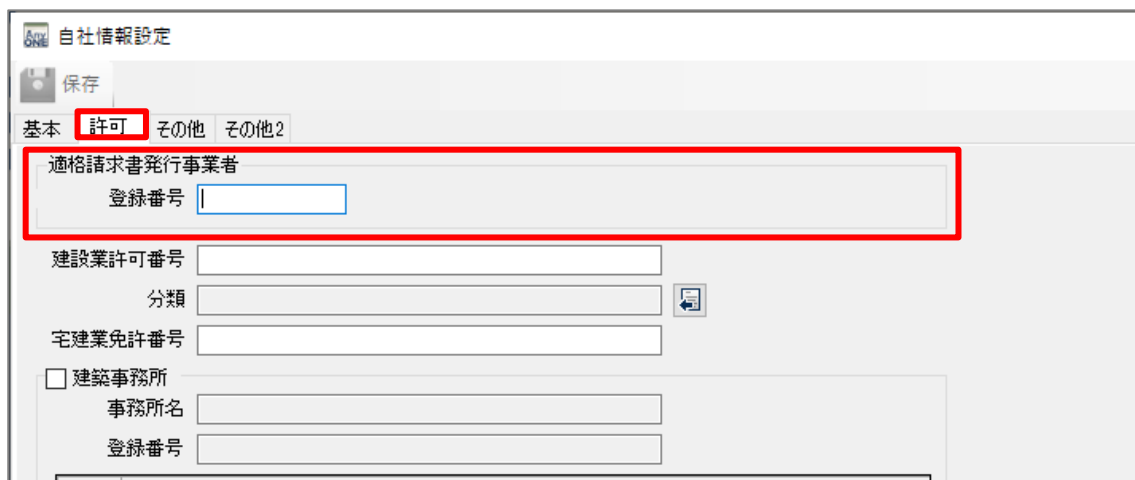 Any ONE 自社情報設定
保存
基本 許可 その他 その他2
適格請求書発行事業者
登録番号
建設業許可番号
分類
宅建業免許番号
建築事務所
事務所名
登録番号